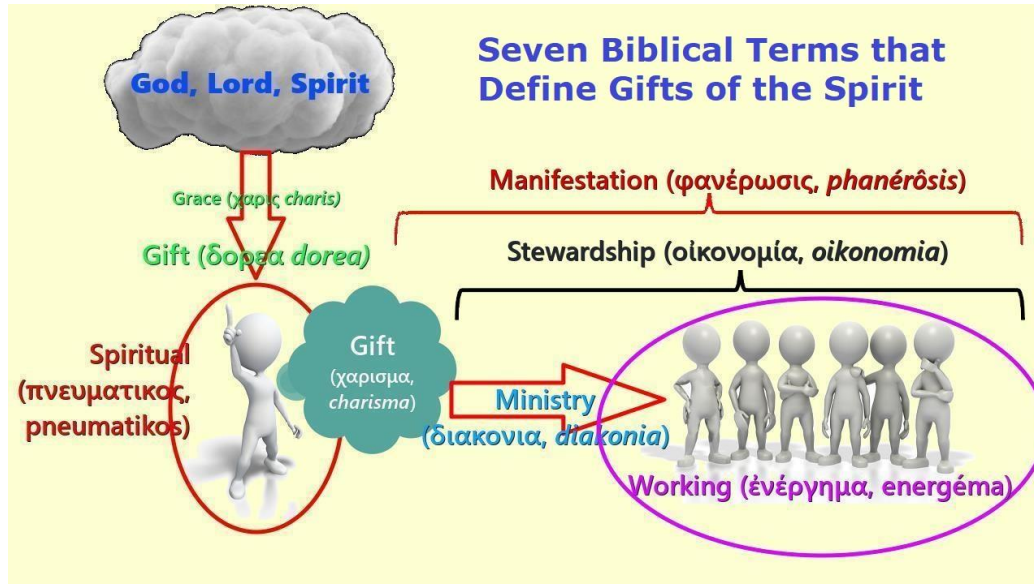 God, Lord, Spirit
Seven Biblical Terms that
Define Gifts of the Spirit
Grace (χαρις charis)
Manifestation (φανέρωσις, phanérôsis)
Gift (δορεα dorea)
Stewardship (οἰκονομία, oikonomia)
Spiritual
(πνευματικος,
pneumatikos)
Gift
(χαρισμα,
charisma)
Ministry
(διακονια, diakonia)
Working (ἐνέργημα, energéma)